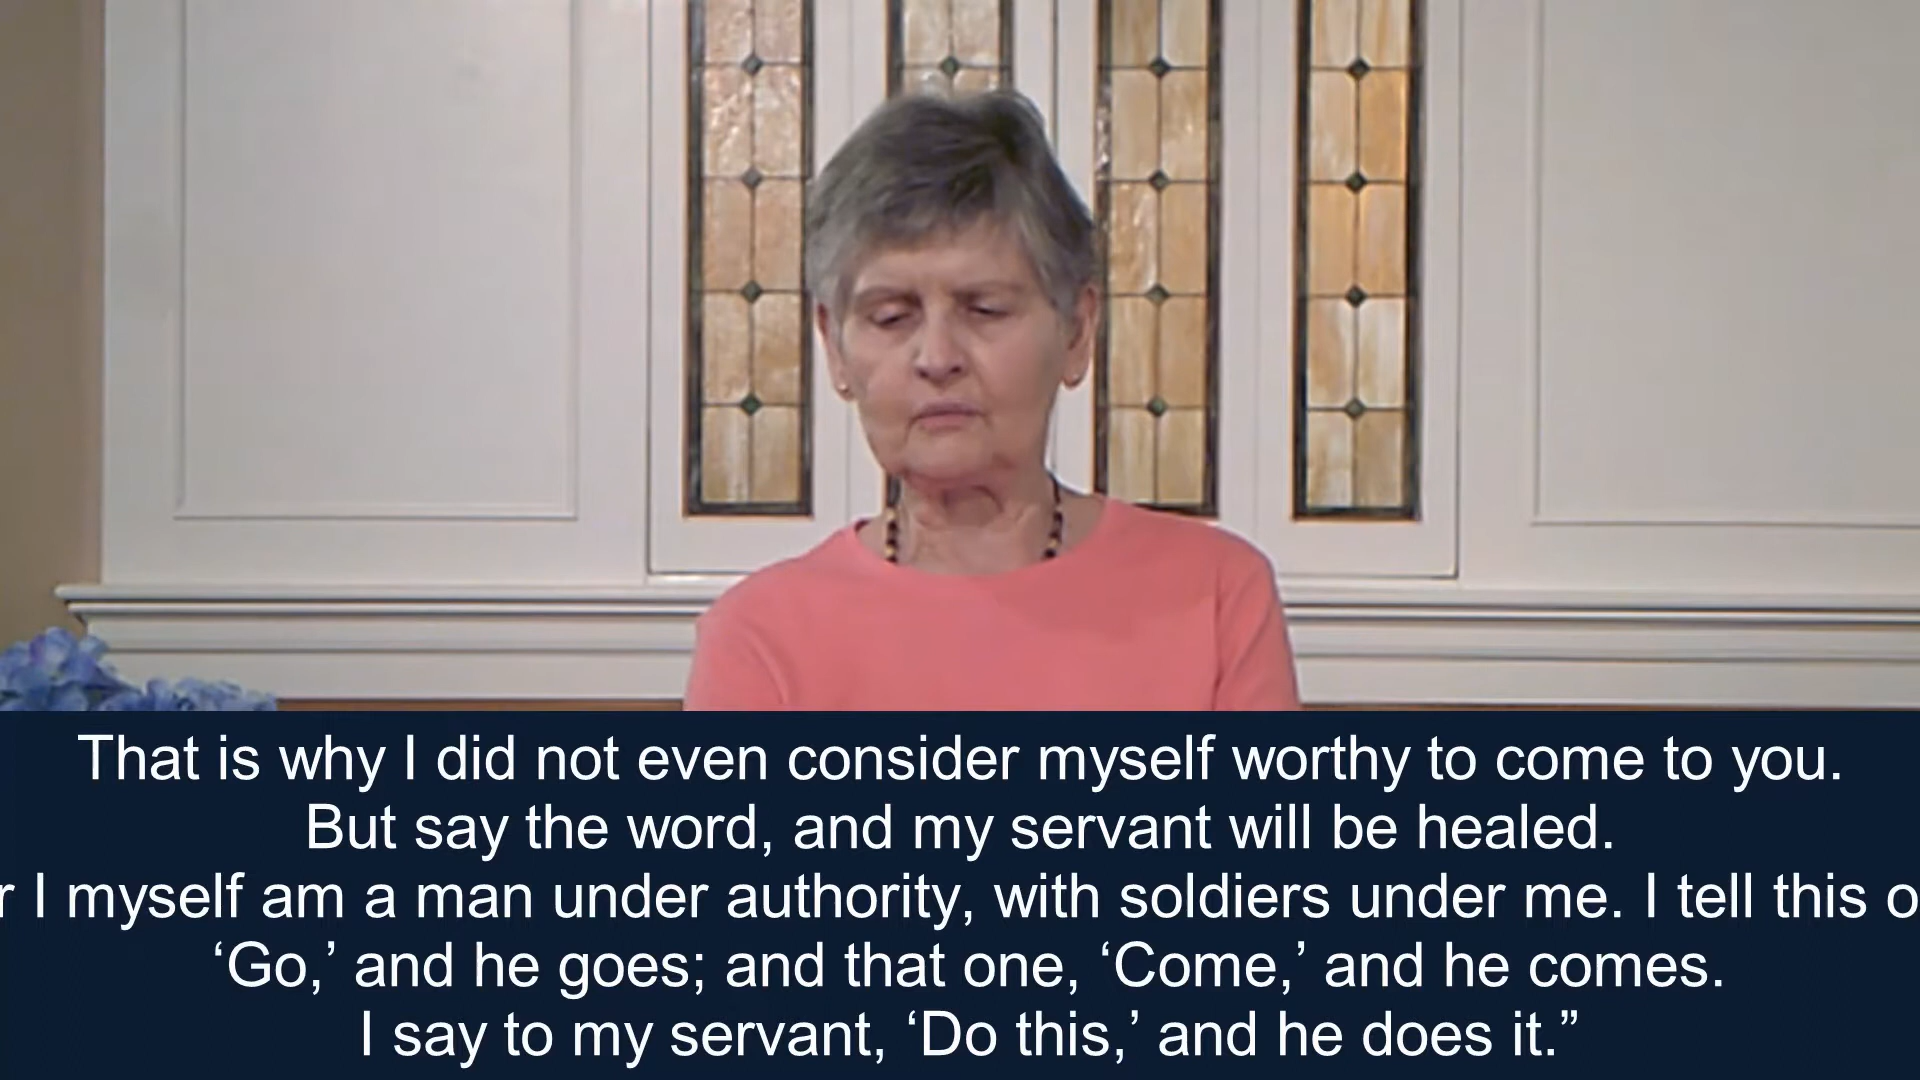 That is why I did not even consider myself worthy to come to you.
But say the word, and my servant will be healed.
r I myself am a man under authority, with soldiers under me. I tell this o
‘Go,’ and he goes; and that one, ‘Come,’ and he comes.
I say to my servant, ‘Do this,’ and he does it.”